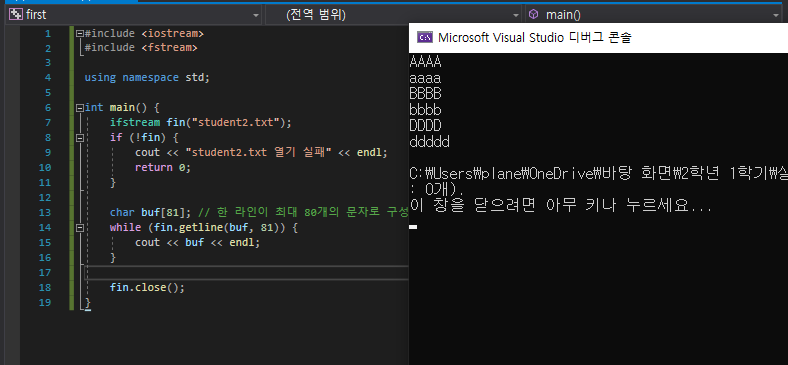 first
(전역 범위)
main()
1 #include <iostream>
2 #include <fstream>
3
4 using namespace std;
5
6 int main() {
7 ifstream fin("student2.txt");
8 if (!fin) {
9 cout << "student2.txt 열기 실패" << endl;
10 return 0;
11 }
12
13 char buf[81]; // 한 라인이 최대 80개의 문자로 구성
14 while (fin.getline(buf, 81)) {
15 cout << buf << endl;
16 }
17
18 fin.close();
19 }
Microsoft Visual Studio 디버그 콘솔
AAAA
aaaa
BBBB
bbbb
DDDD
ddddd
C:₩Users₩plane₩OneDrive₩바탕 화면₩2학년 1학기₩
: 0개).
이 창을 닫으려면 아무 키나 누르세요...